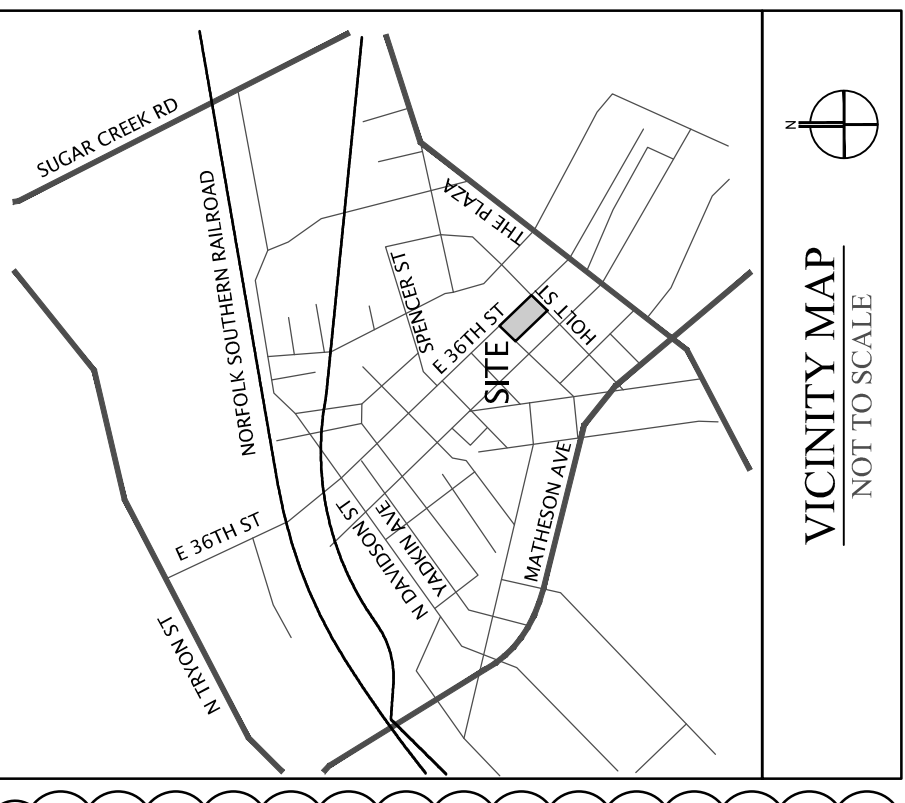 SUGAR CREEK RD
NORFOLK SOUTHERN RAILROAD
THE PLAZA
SPENCER ST
E 36TH ST
HOLT ST
SITE
MATHESON AVE
N DAVIDSON ST
YADKIN AVE
E 36TH ST
N TRYON ST
N
VICINITY MAP
NOT TO SCALE